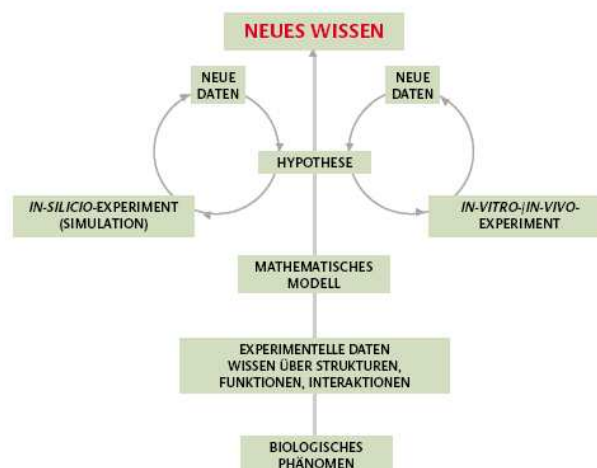 NEUES WISSEN
NEUE
DATEN
NEUE
DATEN
HYPOTHESE
IN-SILICIO-EXPERIMENT
(SIMULATION)
IN-VITRO-/IN-VIVO-
EXPERIMENT
MATHEMATISCHES
MODELL
EXPERIMENTELLE DATEN
WISSEN ÜBER STRUKTUREN,
FUNKTIONEN, INTERAKTIONEN
BIOLOGISCHES
PHÄNOMEN